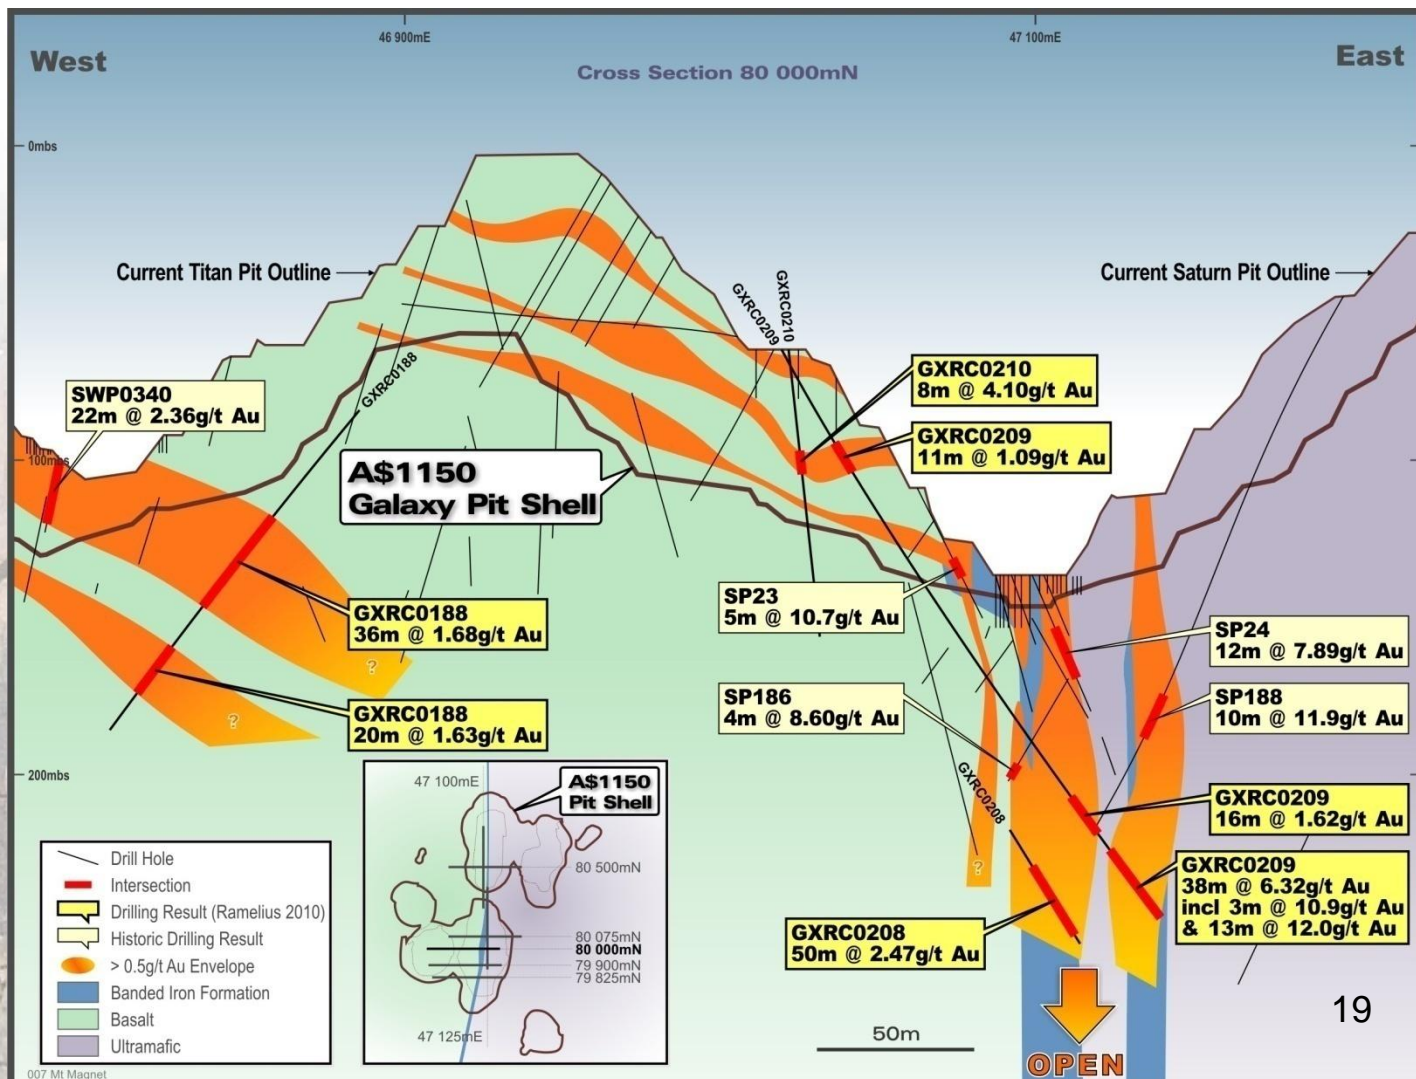 46 900mE
47 100mE
West
East
Cross Section 80 000mN
0mbs
Current Titan Pit Outline
Current Saturn Pit Outline
GXRC0209
GXRC0210
GXRC0188
SWP0340
22m @ 2.36g/t Au
GXRC0210
8m @ 4.10g/t Au
GXRC0209
11m @ 1.09g/t Au
100mbs
A$1150
Galaxy Pit Shell
SP23
5m @ 10.7g/t Au
GXRC0188
36m @ 1.68g/t Au
SP24
12m @ 7.89g/t Au
?
SP186
4m @ 8.60g/t Au
SP188
10m @ 11.9g/t Au
GXRC0188
20m @ 1.63g/t Au
?
200mbs
GXRC0208
GXRC0209
16m @ 1.62g/t Au
GXRC0209
38m @ 6.32g/t Au
incl 3m @ 10.9g/t Au
& 13m @ 12.0g/t Au
?
GXRC0208
50m @ 2.47g/t Au
47 100mE
A$1150
Pit Shell
80 500mN
80 075mN
80 000mN
79 900mN
79 825mN
47 125mE
Drill Hole
Intersection
Drilling Result (Ramelius 2010)
Historic Drilling Result
> 0.5g/t Au Envelope
Banded Iron Formation
Basalt
Ultramafic
50m
OPEN
19
007 Mt Magnet